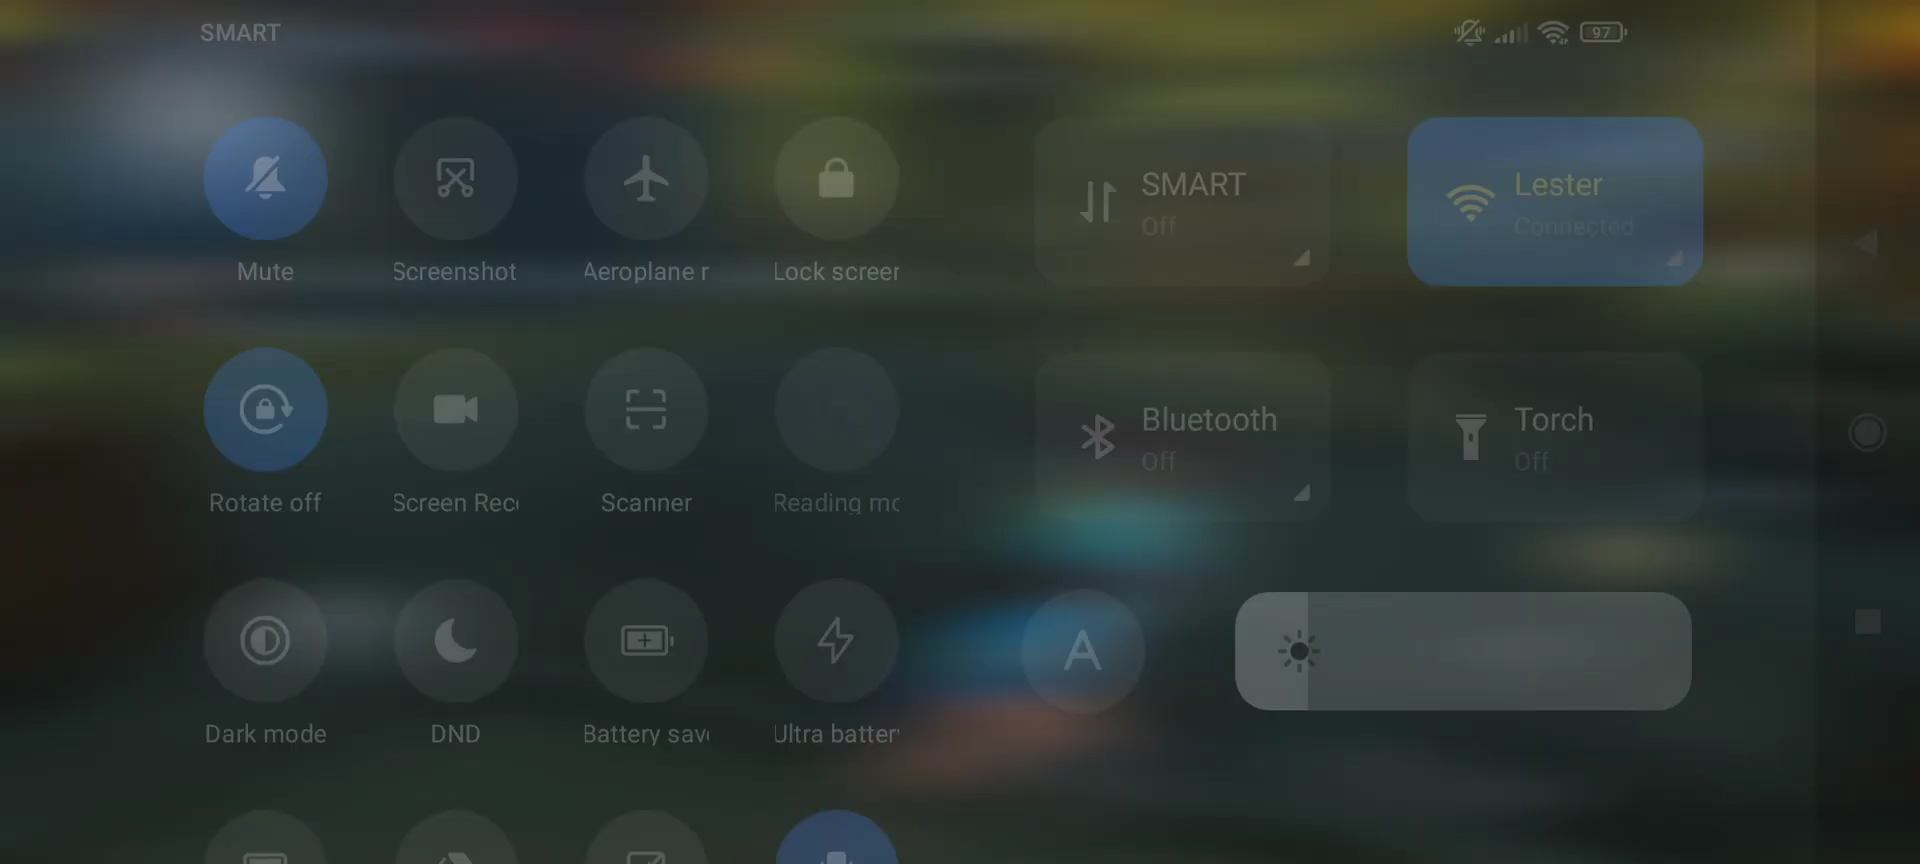 SMART
97
Mute
Screenshot
Aeroplane r
Lock screer
SMART
Off
Lester
Connected
Rotate off
Screen Rec
Scanner
Reading mc
Bluetooth
Off
Torch
Off
A
Dark mode
DND
Battery sav
Ultra batter